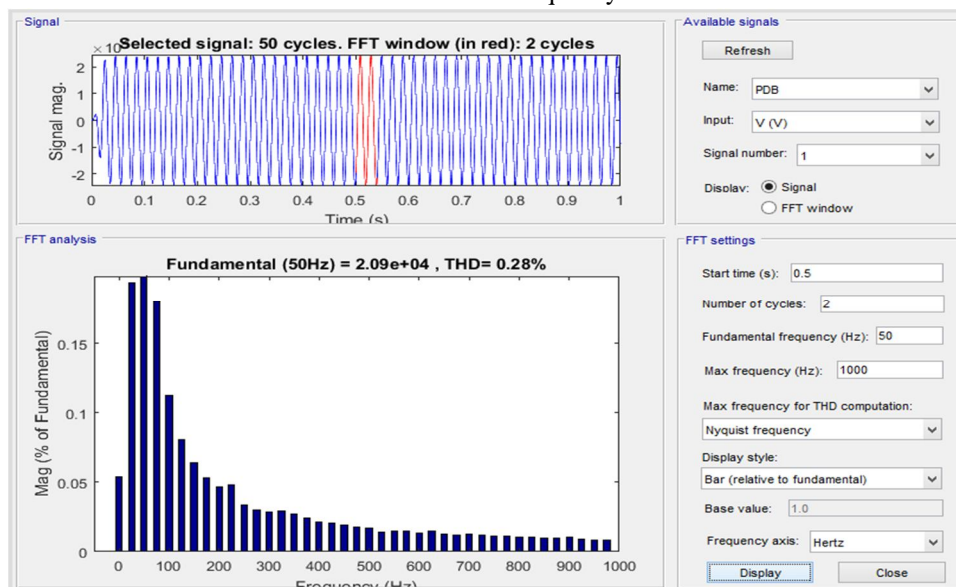 Signal
Selected signal: 50 cycles. FFT window (in red): 2 cycles
2
1
0
-1
-2
Signal mag.
0 0.1 0.2 0.3 0.4 0.5 0.6 0.7 0.8 0.9 1
Time (s)
FFT analysis
Fundamental (50Hz) = 2.09e+04 , THD= 0.28%
0.15
0.1
0.05
0
Mag (% of Fundamental)
0 100 200 300 400 500 600 700 800 900 1000
Frequency (Hz)
Available signals
Refresh
Name: PDB
Input: V (V)
Signal number: 1
Display: Signal
FFT window
FFT settings
Start time (s): 0.5
Number of cycles: 2
Fundamental frequency (Hz): 50
Max frequency (Hz): 1000
Max frequency for THD computation:
Nyquist frequency
Display style:
Bar (relative to fundamental)
Base value: 1.0
Frequency axis: Hertz
Display Close